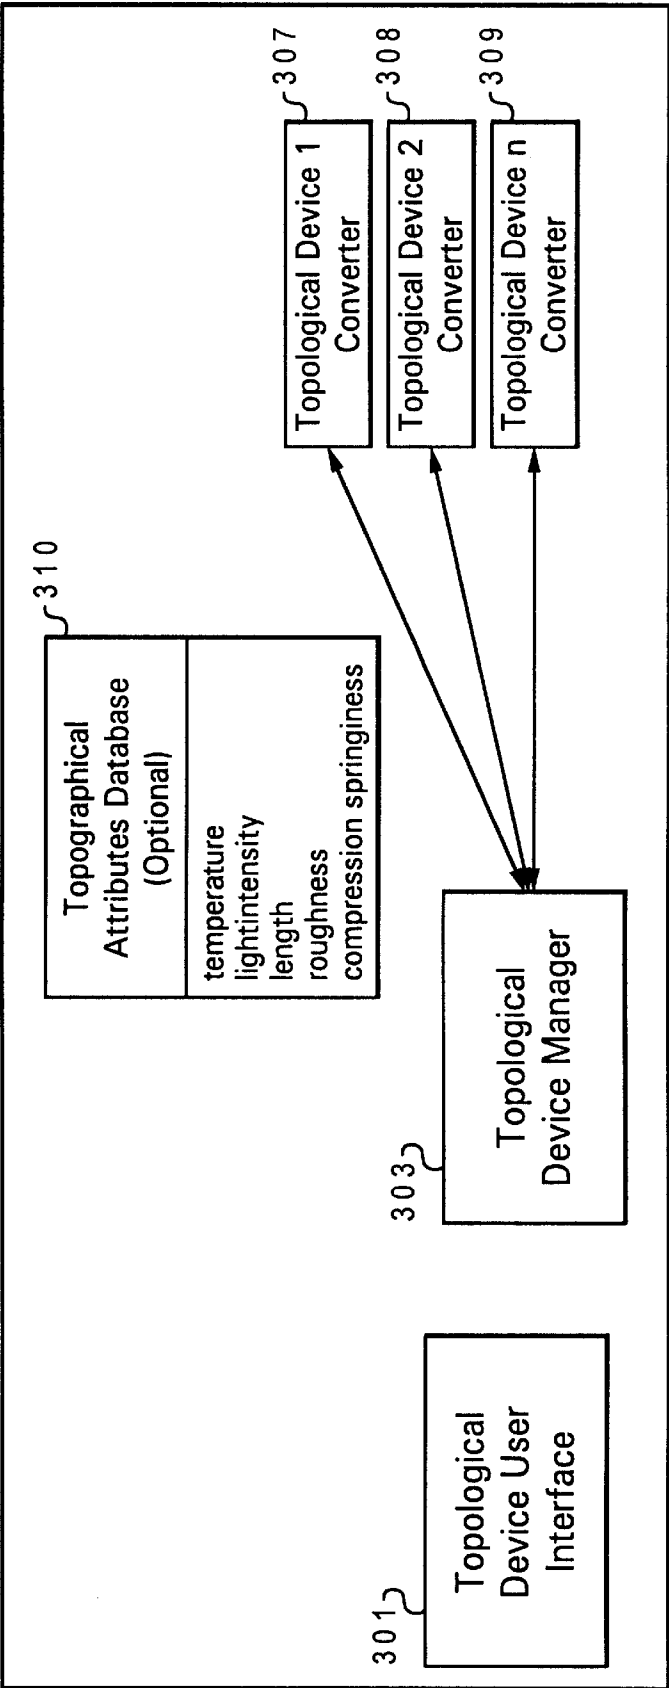 310
Topographical
Attributes Database
(Optional)
temperature
lightintensity
length
roughness
compression springiness
307
Topological Device 1
Converter
308
Topological Device 2
Converter
309
Topological Device n
Converter
303
Topological
Device Manager
301
Topological
Device User
Interface